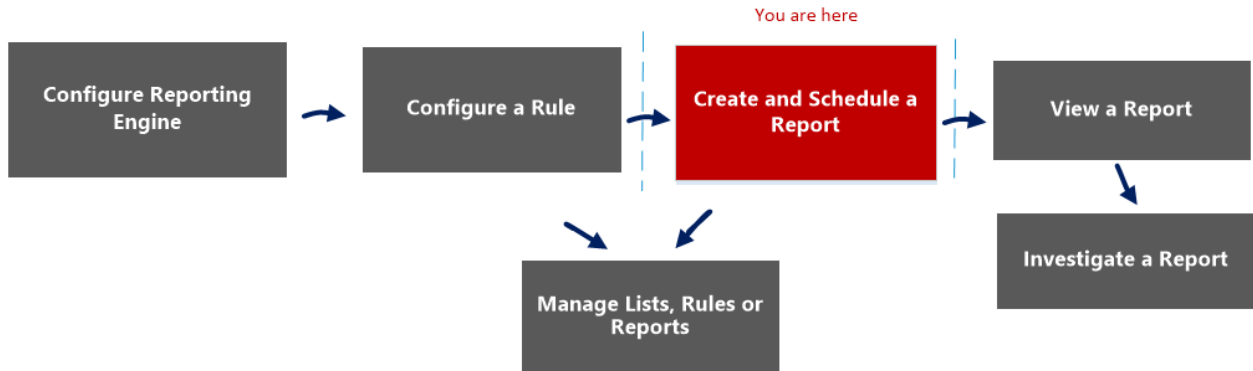 You are here
Configure Reporting
Engine
Configure a Rule
Create and Schedule a
Report
View a Report
Manage Lists, Rules or
Reports
Investigate a Report